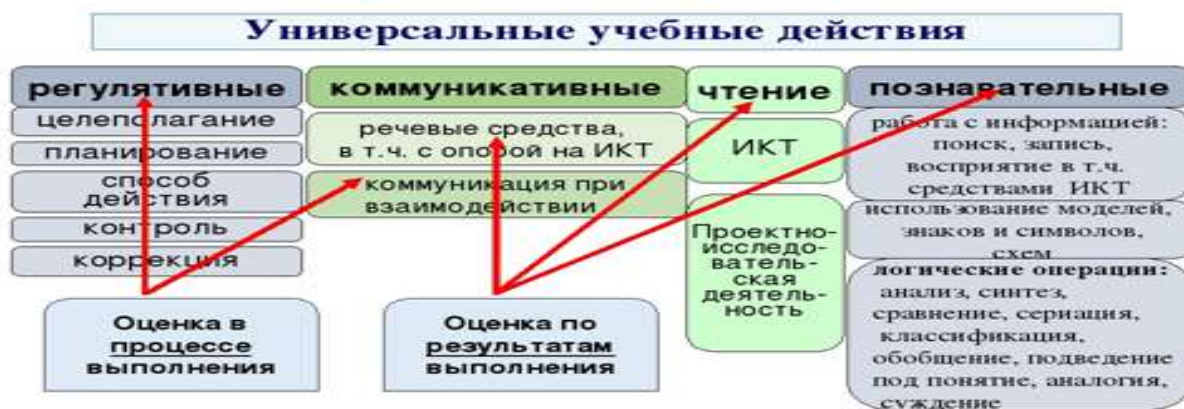 Универсальные учебные действия
регулятивные
целеполагание
планирование
способ
действия
контроль
коррекция
коммуникативные
речевые средства,
в т.ч. с опорой на ИКТ
коммуникация при
взаимодействии
чтение
ИКТ
Проектно-
исследо-
ватель-
ская
деятель-
ность
познавательные
работа с информацией:
поиск, запись,
восприятие в т.ч.
средствами ИКТ
использование моделей,
знаков и символов,
схем
логические операции:
анализ, синтез,
сравнение, сериация,
классификация,
обобщение, подведение
под понятие, аналогия,
суждение
Оценка в
процессе
выполнения
Оценка по
результатам
выполнения